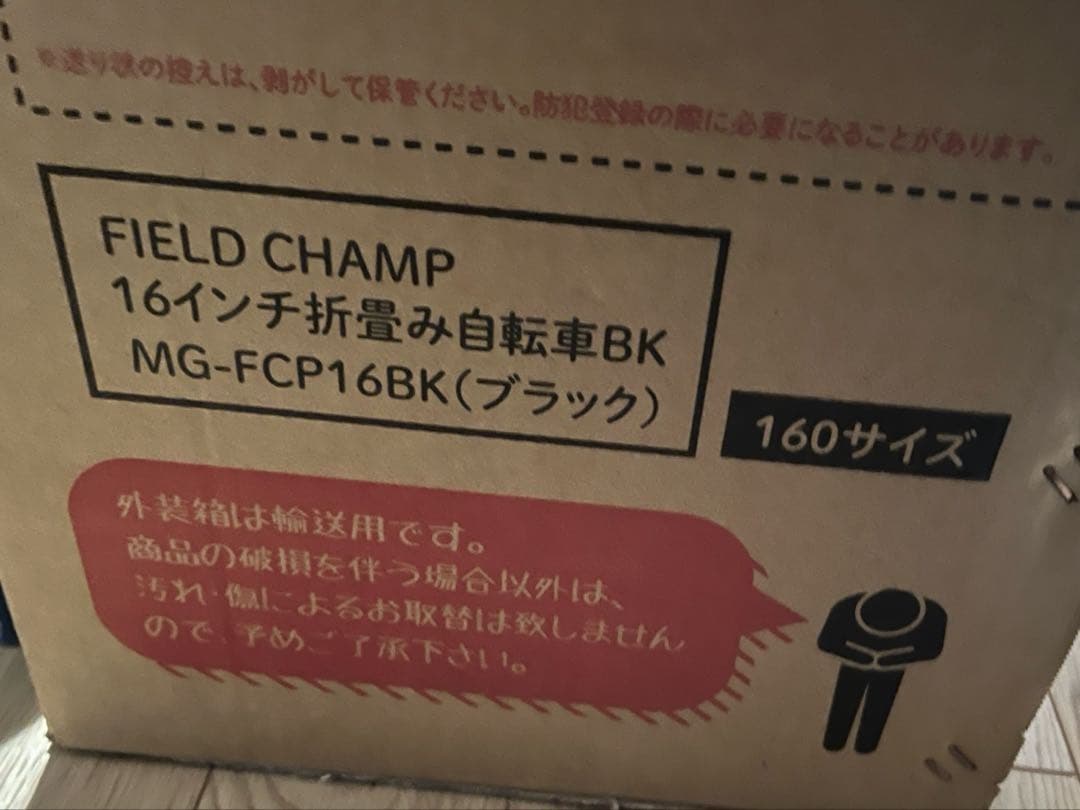 ※送り状の控えは、剥がして保管ください。防犯登録の際に必要になることがあります。
FIELD CHAMP
16インチ折畳み自転車BK
MG-FCP16BK(ブラック)
160サイズ
外装箱は輸送用です。
商品の破損を伴う場合以外は、
汚れ・傷によるお取替は致しません
ので、予めご了承下さい。